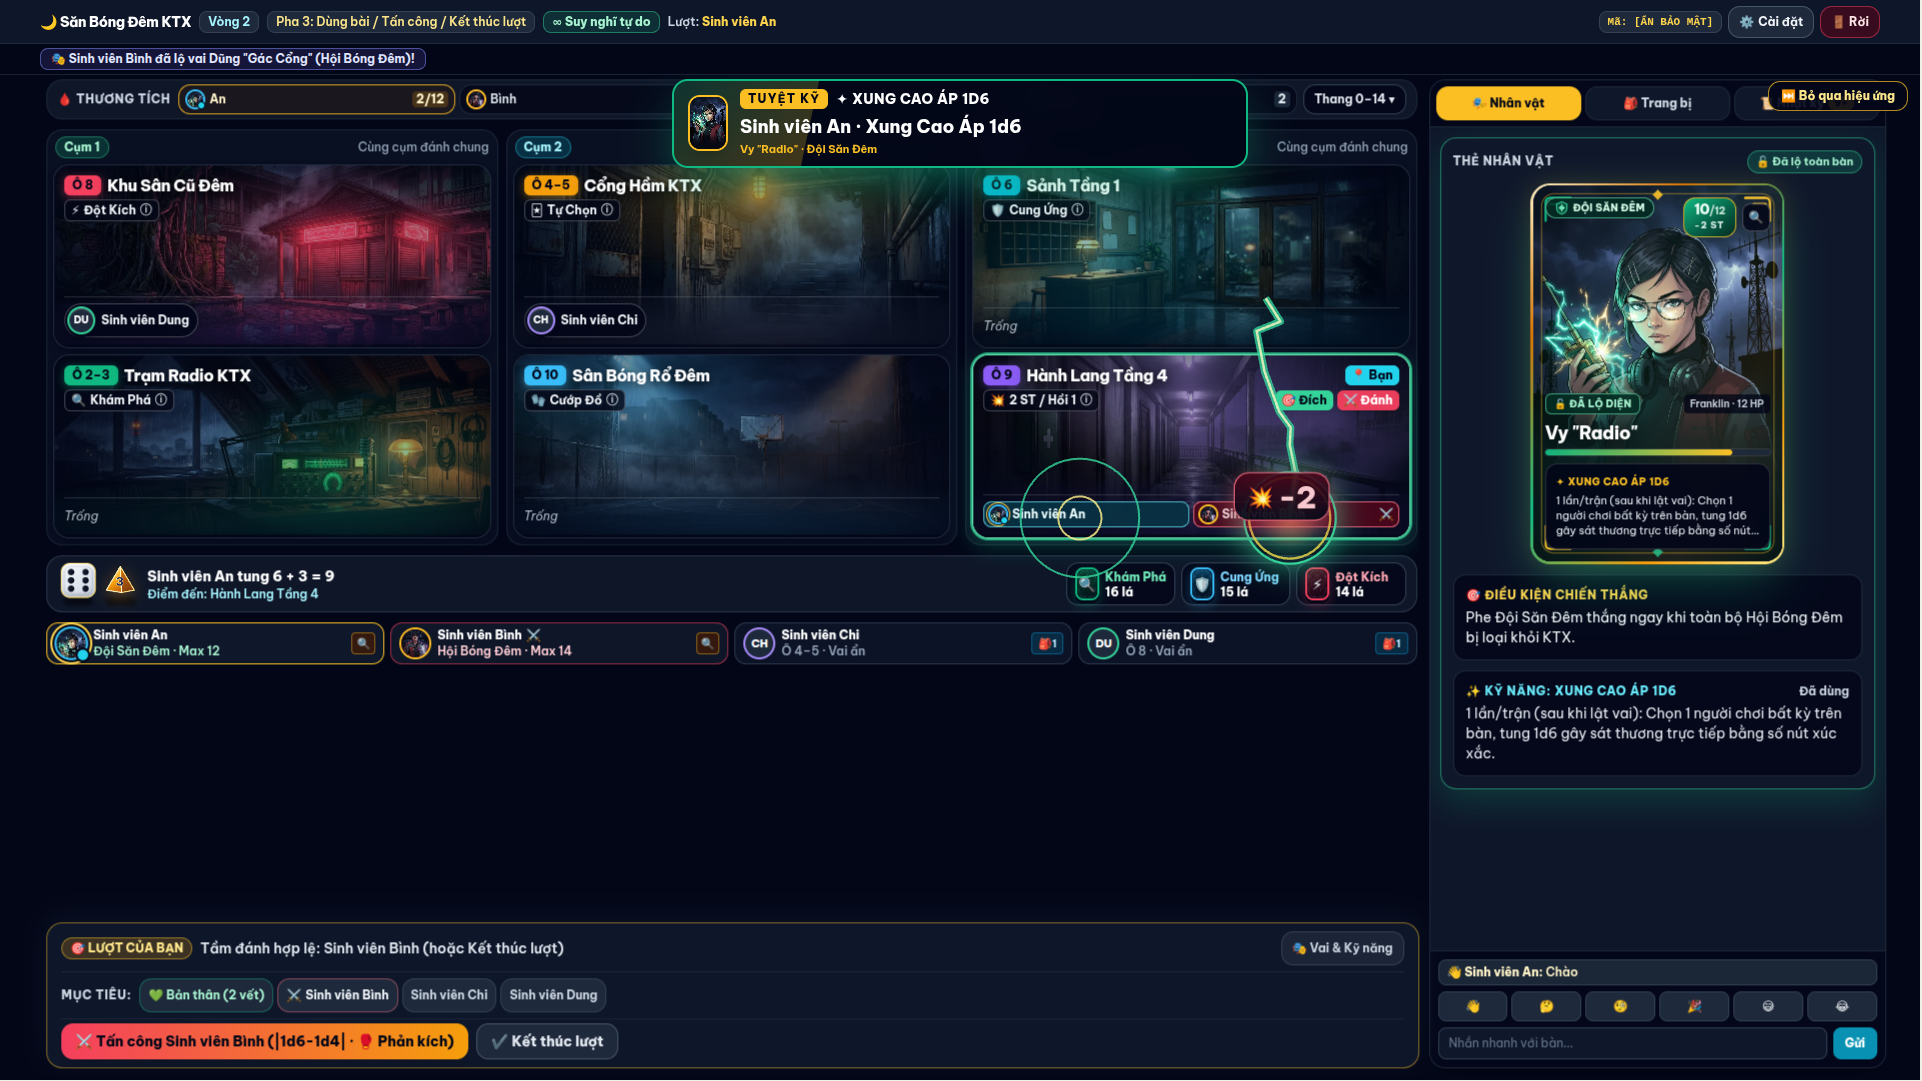 🌙 Săn Bóng Đêm KTX
Vòng 2
Pha 3: Dùng bài / Tấn công / Kết thúc lượt
∞ Suy nghĩ tự do
Lượt: Sinh viên An
Mã: [ẨN BẢO MẬT]
⚙️ Cài đặt
🚪 Rời
🎭 Sinh viên Bình đã lộ vai Dũng "Gác Cổng" (Hội Bóng Đêm)!
🩸 THƯƠNG TÍCH
An
2/12
Bình
2
Thang 0–14 ▾
TUYỆT KỸ
✦ XUNG CAO ÁP 1D6
Sinh viên An · Xung Cao Áp 1d6
Vy "Radio" · Đội Săn Đêm
🎭 Nhân vật
🎒 Trang bị
⏩ Bỏ qua hiệu ứng
Cụm 1
Cùng cụm đánh chung
Ô 8 Khu Sân Cũ Đêm
⚡ Đột Kích ⓘ
DU Sinh viên Dung
Ô 2–3 Trạm Radio KTX
🔍 Khám Phá ⓘ
Trống
Cụm 2
Ô 4–5 Cổng Hầm KTX
🃏 Tự Chọn ⓘ
CH Sinh viên Chi
Ô 10 Sân Bóng Rổ Đêm
🧤 Cướp Đồ ⓘ
Trống
Cùng cụm đánh chung
Ô 6 Sảnh Tầng 1
🛡️ Cung Ứng ⓘ
Trống
Ô 9 Hành Lang Tầng 4
📍 Bạn
💥 2 ST / Hồi 1 ⓘ
🎯 Đích
⚔️ Đánh
💥 -2
Sinh viên An
Sinh viên An tung 6 + 3 = 9
Điểm đến: Hành Lang Tầng 4
3
Khám Phá
16 lá
Cung Ứng
15 lá
Đột Kích
14 lá
Sinh viên An
Đội Săn Đêm · Max 12
Sinh viên Bình ⚔️
Hội Bóng Đêm · Max 14
CH
Sinh viên Chi
Ô 4–5 · Vai ẩn
🎒1
DU
Sinh viên Dung
Ô 8 · Vai ẩn
🎒1
THẺ NHÂN VẬT
🔓 Đã lộ toàn bàn
ĐỘI SĂN ĐÊM
10/12
-2 ST
🔓 ĐÃ LỘ DIỆN
Franklin · 12 HP
Vy "Radio"
✦ XUNG CAO ÁP 1D6
1 lần/trận (sau khi lật vai): Chọn 1
người chơi bất kỳ trên bàn, tung 1d6
gây sát thương trực tiếp bằng số nút...
🎯 ĐIỀU KIỆN CHIẾN THẮNG
Phe Đội Săn Đêm thắng ngay khi toàn bộ Hội Bóng Đêm
bị loại khỏi KTX.
✨ KỸ NĂNG: XUNG CAO ÁP 1D6
Đã dùng
1 lần/trận (sau khi lật vai): Chọn 1 người chơi bất kỳ trên
bàn, tung 1d6 gây sát thương trực tiếp bằng số nút xúc
xắc.
🎯 LƯỢT CỦA BẠN
Tầm đánh hợp lệ: Sinh viên Bình (hoặc Kết thúc lượt)
🎭 Vai & Kỹ năng
MỤC TIÊU:
💚 Bản thân (2 vết)
⚔️ Sinh viên Bình
Sinh viên Chi
Sinh viên Dung
⚔️ Tấn công Sinh viên Bình (|1d6-1d4| · 🥊 Phản kích)
✔️ Kết thúc lượt
👋 Sinh viên An: Chào
Nhắn nhanh với bàn...
Gửi